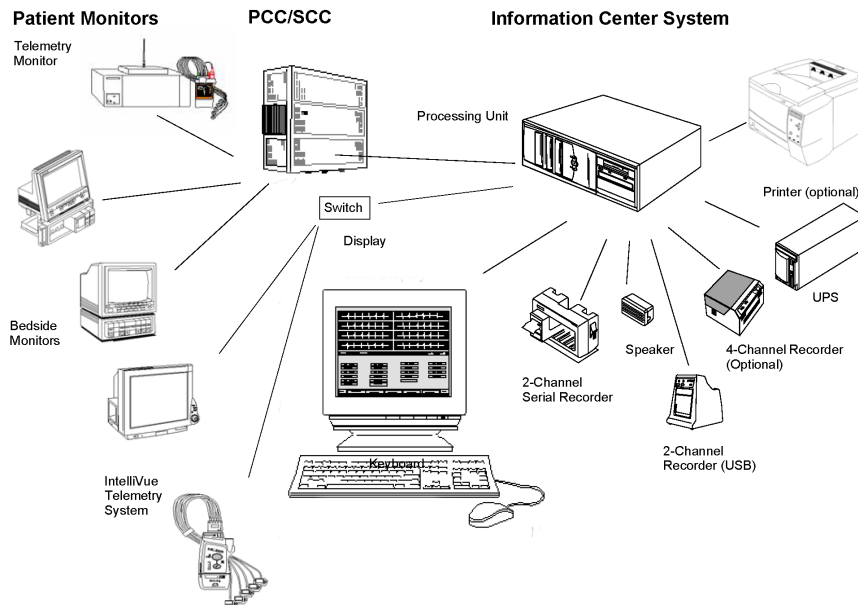 Patient Monitors
PCC/SCC
Information Center System
Telemetry
Monitor
Processing Unit
Printer (optional)
Switch
Display
UPS
Bedside
Monitors
Speaker
4-Channel Recorder
(Optional)
2-Channel
Serial Recorder
2-Channel
Recorder (USB)
Keyboard
IntelliVue
Telemetry
System